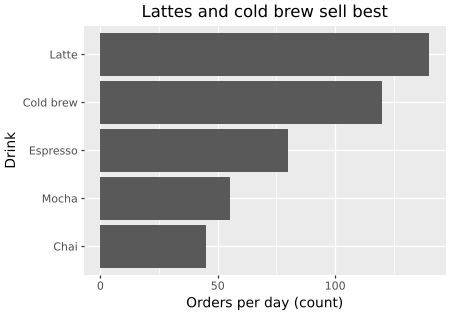 Lattes and cold brew sell best
Drink
Latte
Cold brew
Espresso
Mocha
Chai
0 50 100
Orders per day (count)